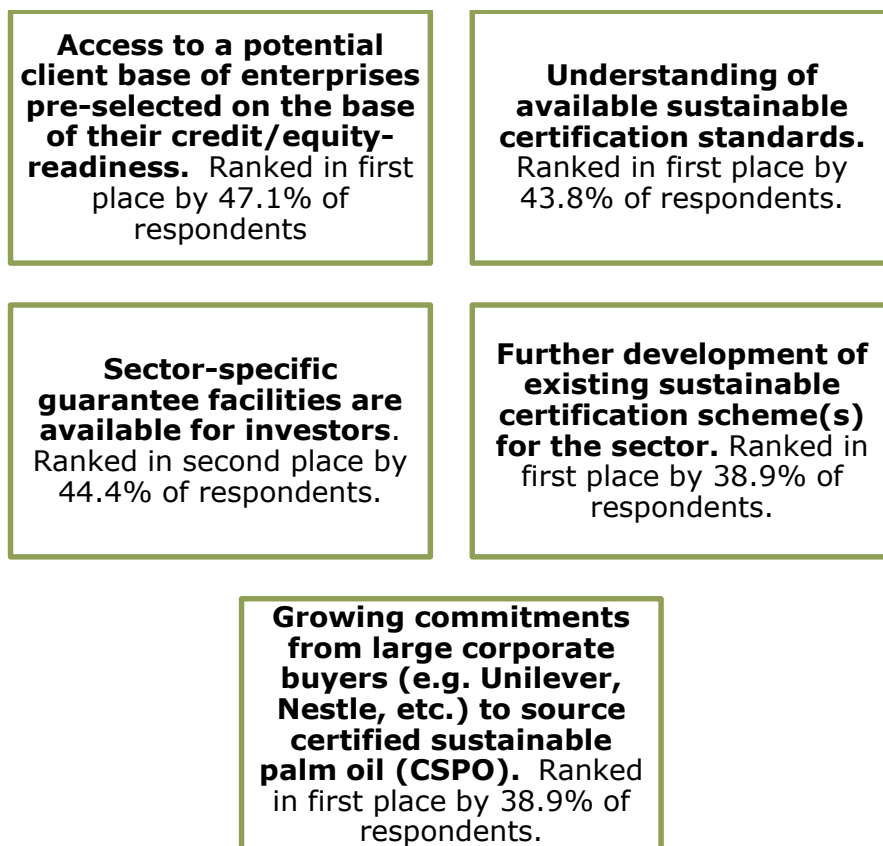 Access to a potential
client base of enterprises
pre-selected on the base
of their credit/equity-
readiness. Ranked in first
place by 47.1% of
respondents
Understanding of
available sustainable
certification standards.
Ranked in first place by
43.8% of respondents.
Sector-specific
guarantee facilities are
available for investors.
Ranked in second place by
44.4% of respondents.
Further development of
existing sustainable
certification scheme(s)
for the sector. Ranked in
first place by 38.9% of
respondents.
Growing commitments
from large corporate
buyers (e.g. Unilever,
Nestle, etc.) to source
certified sustainable
palm oil (CSPO). Ranked
in first place by 38.9% of
respondents.